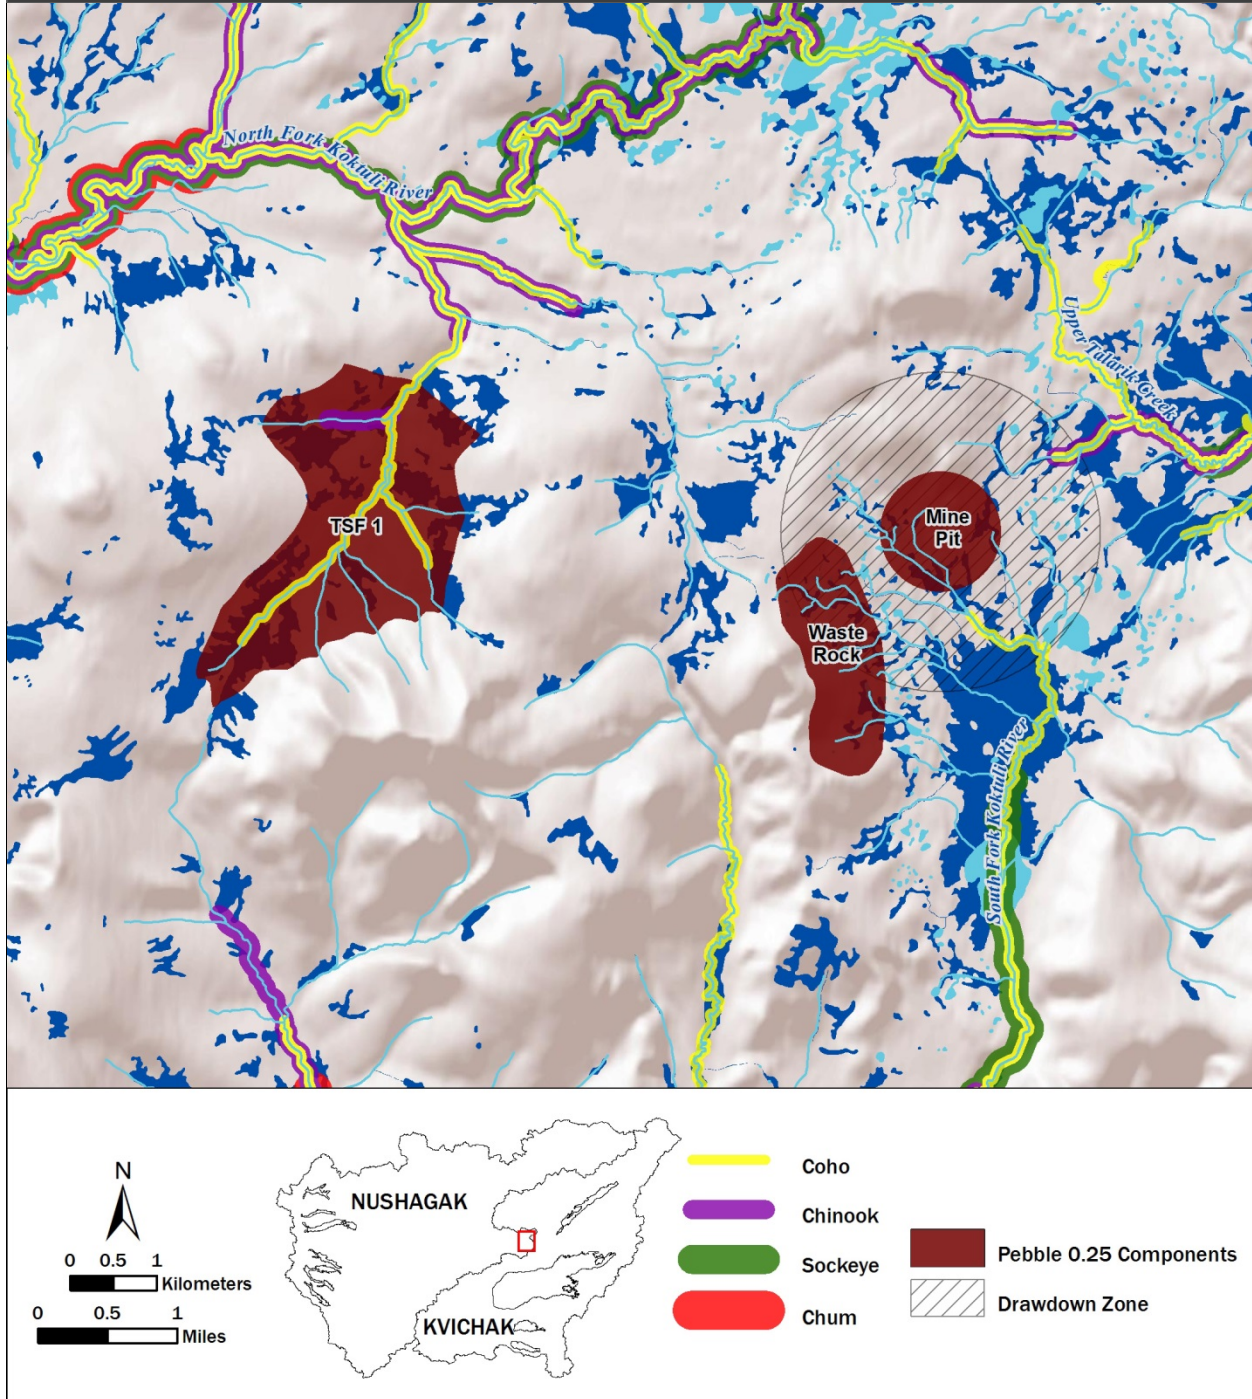 North Fork Koktuli River
Upper Talarik Creek
TSF 1
Mine
Pit
Waste
Rock
South Fork Koktuli River
N
0 0.5 1
Kilometers
0 0.5 1
Miles
NUSHAGAK
KVICHAK
Coho
Chinook
Sockeye
Chum
Pebble 0.25 Components
Drawdown Zone